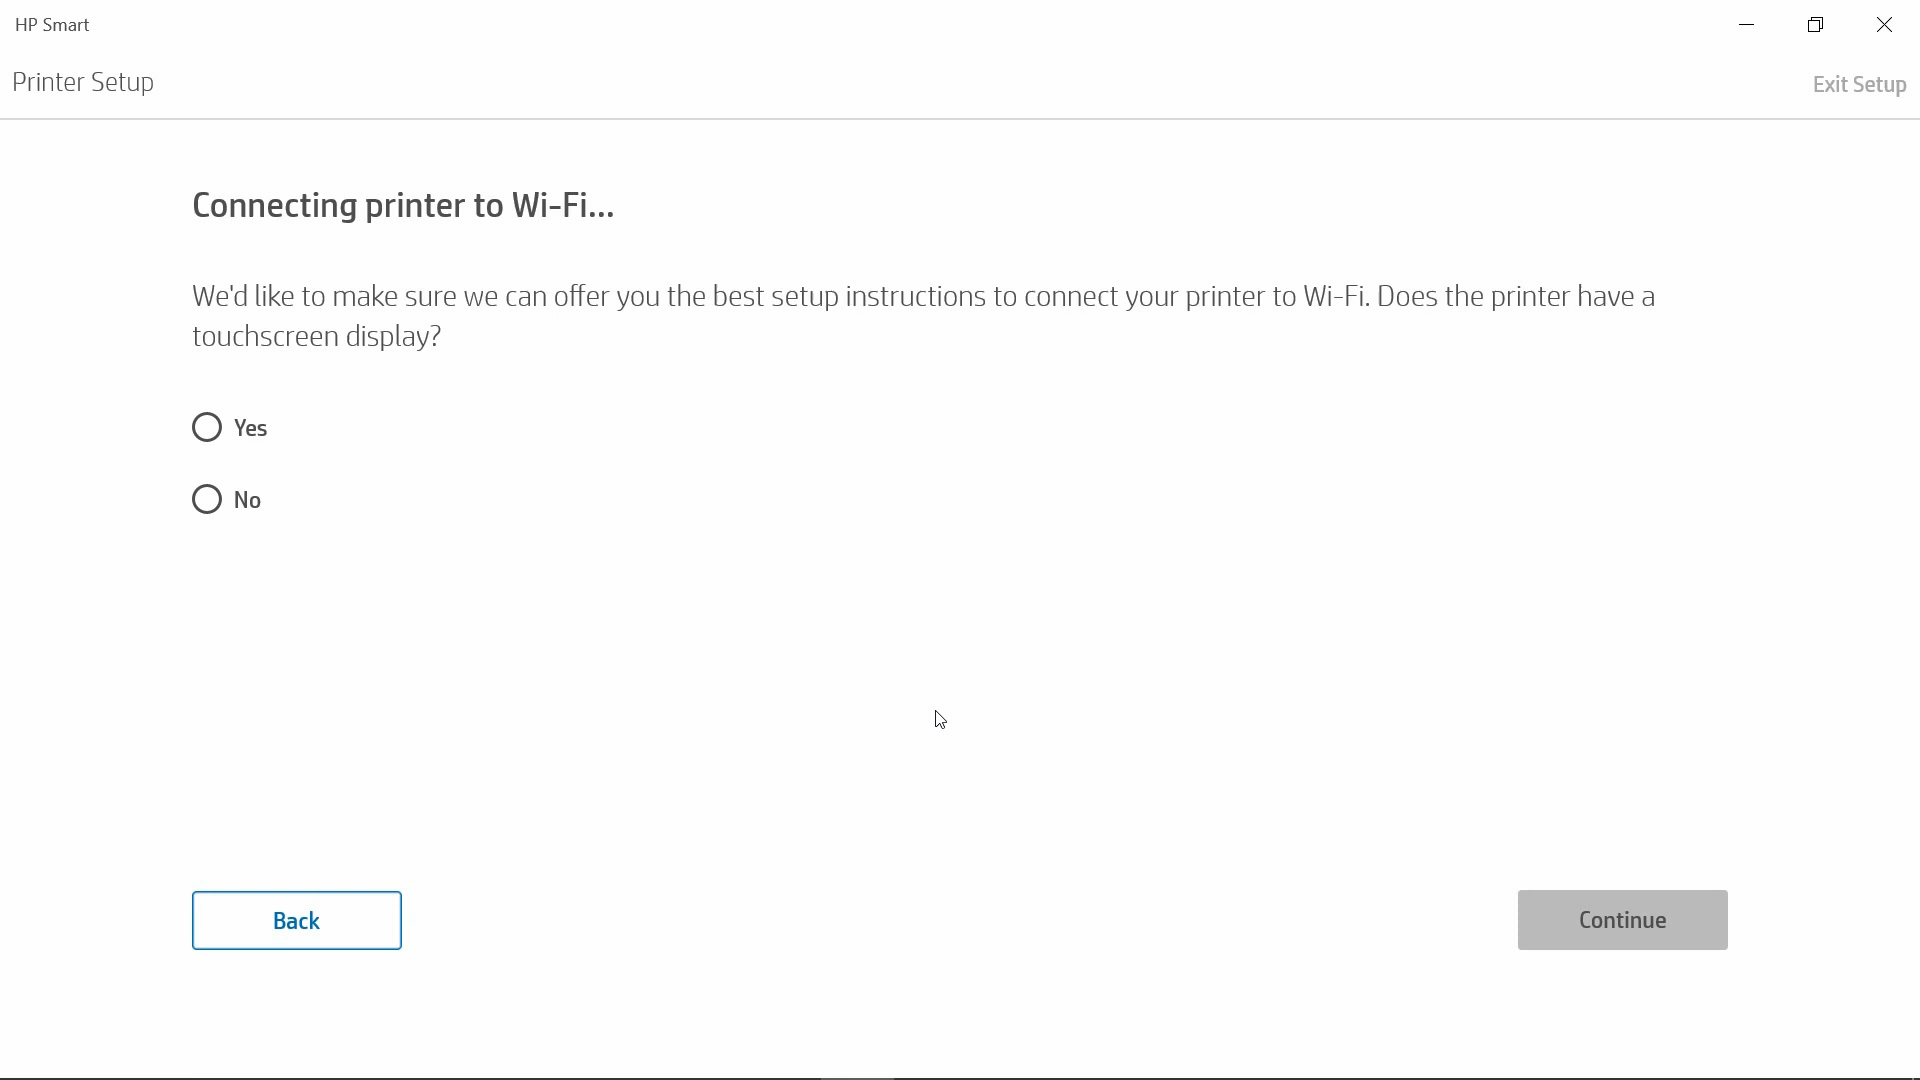 HP Smart
Printer Setup
Exit Setup
Connecting printer to Wi-Fi...
We'd like to make sure we can offer you the best setup instructions to connect your printer to Wi-Fi. Does the printer have a
touchscreen display?
Yes
No
Back
Continue